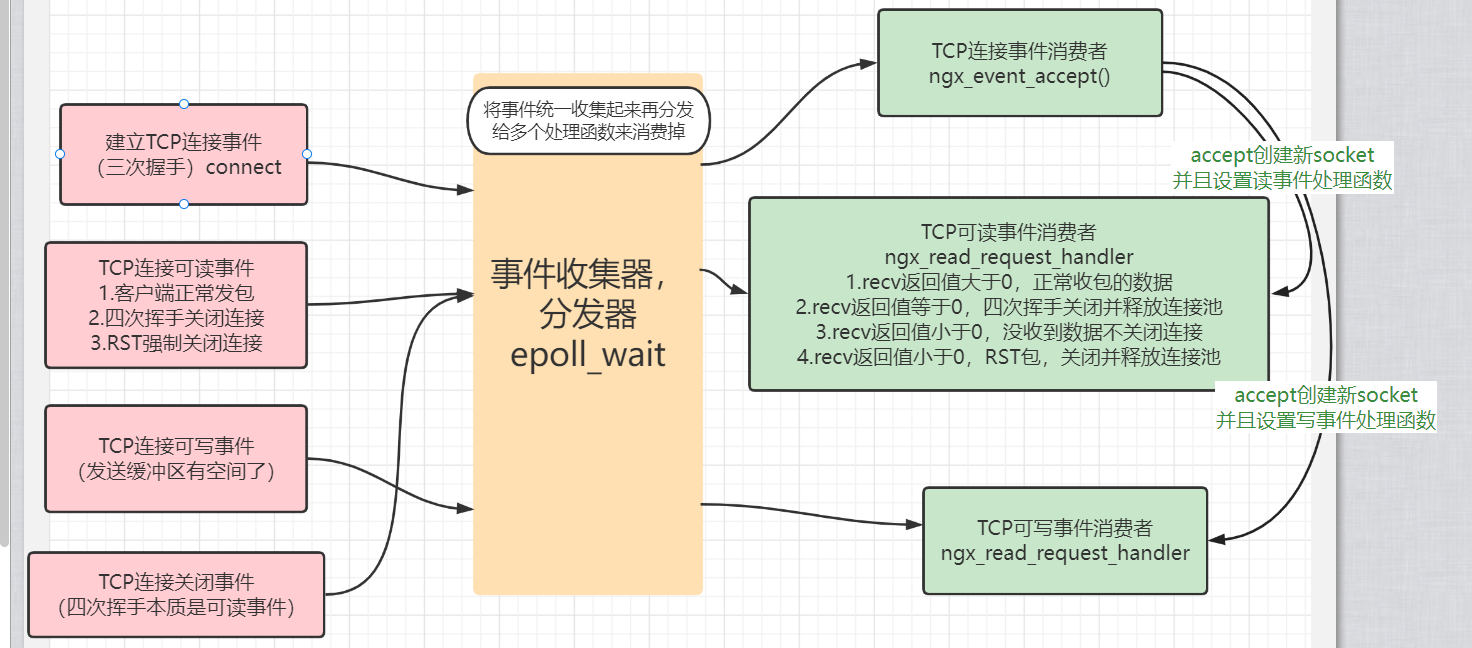 建立TCP连接事件
（三次握手）connect
TCP连接可读事件
1.客户端正常发包
2.四次挥手关闭连接
3.RST强制关闭连接
TCP连接可写事件
（发送缓冲区有空间了）
TCP连接关闭事件
（四次挥手本质是可读事件）
将事件统一收集起来再分发
给多个处理函数来消费掉
事件收集器，
分发器
epoll_wait
TCP连接事件消费者
ngx_event_accept()
accept创建新socket
并且设置读事件处理函数
TCP可读事件消费者
ngx_read_request_handler
1.recv返回值大于0，正常收包的数据
2.recv返回值等于0，四次挥手关闭并释放连接池
3.recv返回值小于0，没收到数据不关闭连接
4.recv返回值小于0，RST包，关闭并释放连接池
accept创建新socket
并且设置写事件处理函数
TCP可写事件消费者
ngx_read_request_handler